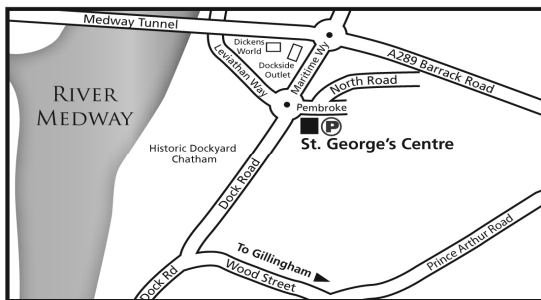 Medway Tunnel
Dickens
World
Dockside
Outlet
Maritime Wy
A289 Barrack Road
Leviathan Way
North Road
Pembroke
RIVER
MEDWAY
P
St. George's Centre
Historic Dockyard
Chatham
Dock Road
To Gillingham
Wood Street
Prince Arthur Road
Dock Rd